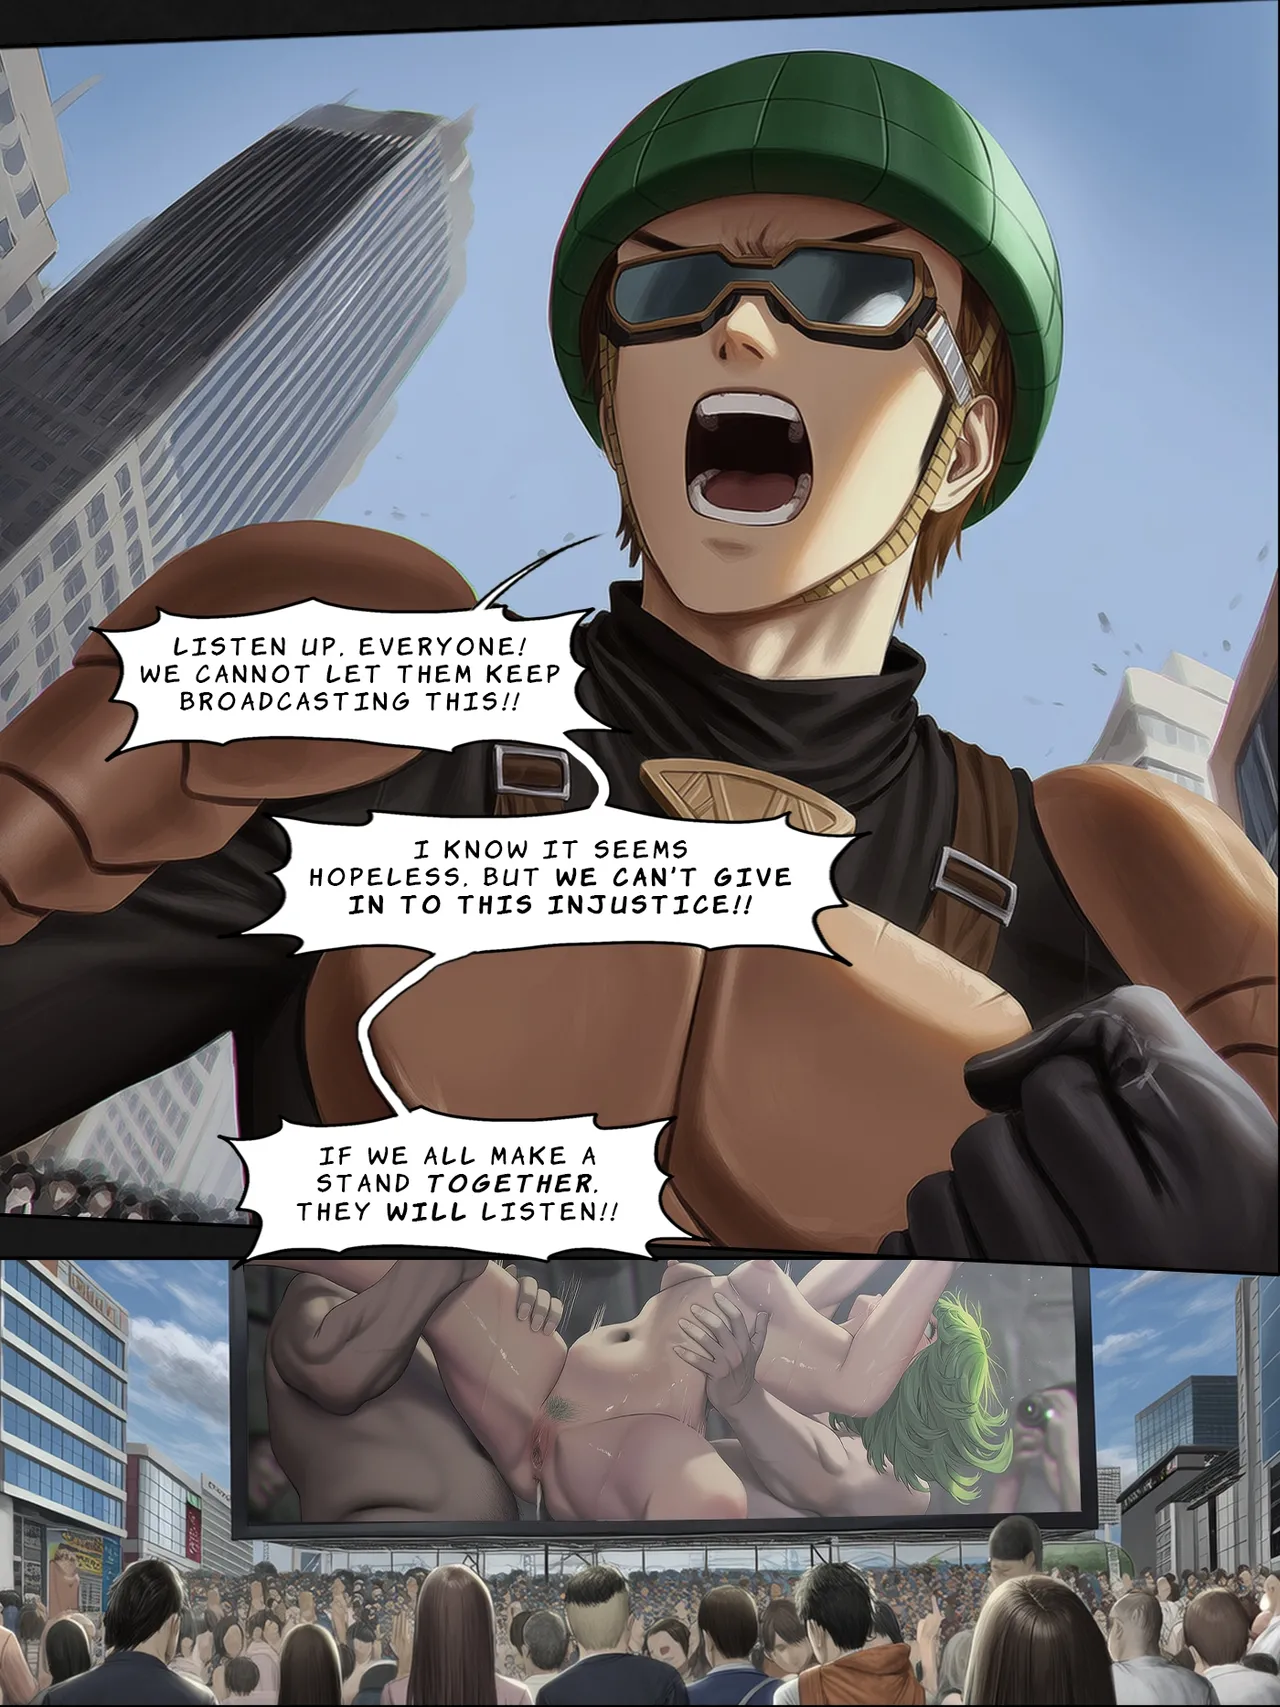 LISTEN UP, EVERYONE!
WE CANNOT LET THEM KEEP
BROADCASTING THIS!!
I KNOW IT SEEMS
HOPELESS, BUT WE CAN'T GIVE
IN TO THIS INJUSTICE!!
IF WE ALL MAKE A
STAND TOGETHER,
THEY WILL LISTEN!!